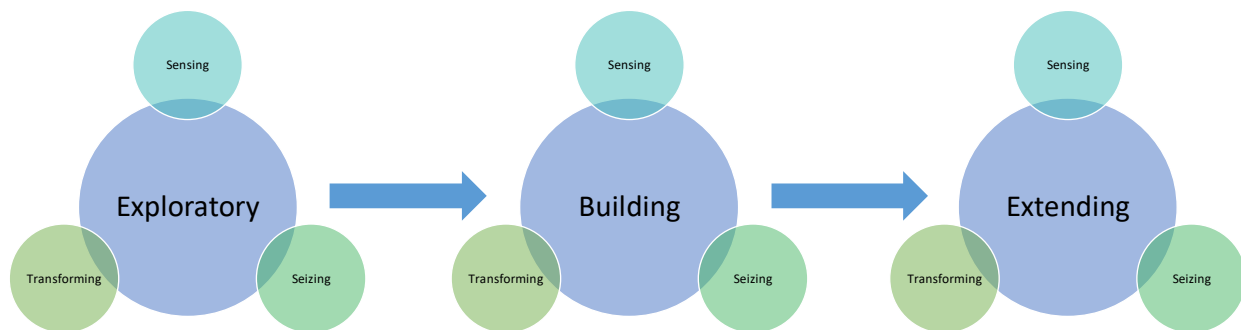 Sensing
Exploratory
Transforming
Seizing
Sensing
Building
Transforming
Seizing
Sensing
Extending
Transforming
Seizing